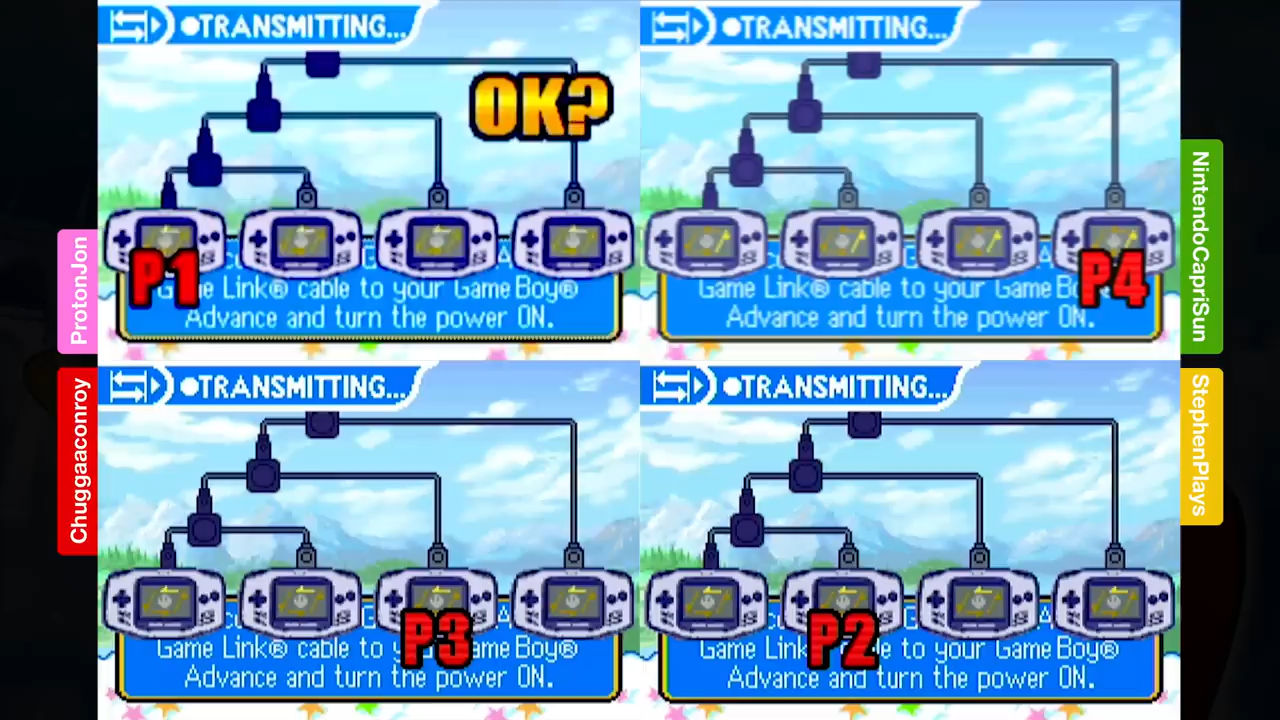 TRANSMITTING...
OK?
P1
Game Link® cable to your Game Boy®
Advance and turn the power ON.
TRANSMITTING...
P4
Game Link® cable to your Game
Advance and turn the power ON.
ProtonJon
NintendoCapriSun
TRANSMITTING...
P3
Game Link® cable to your Game Boy®
Advance and turn the power ON.
TRANSMITTING...
P2
Game Link® cable to your Game Boy®
Advance and turn the power ON.
Chuggaaconroy
StephenPlays